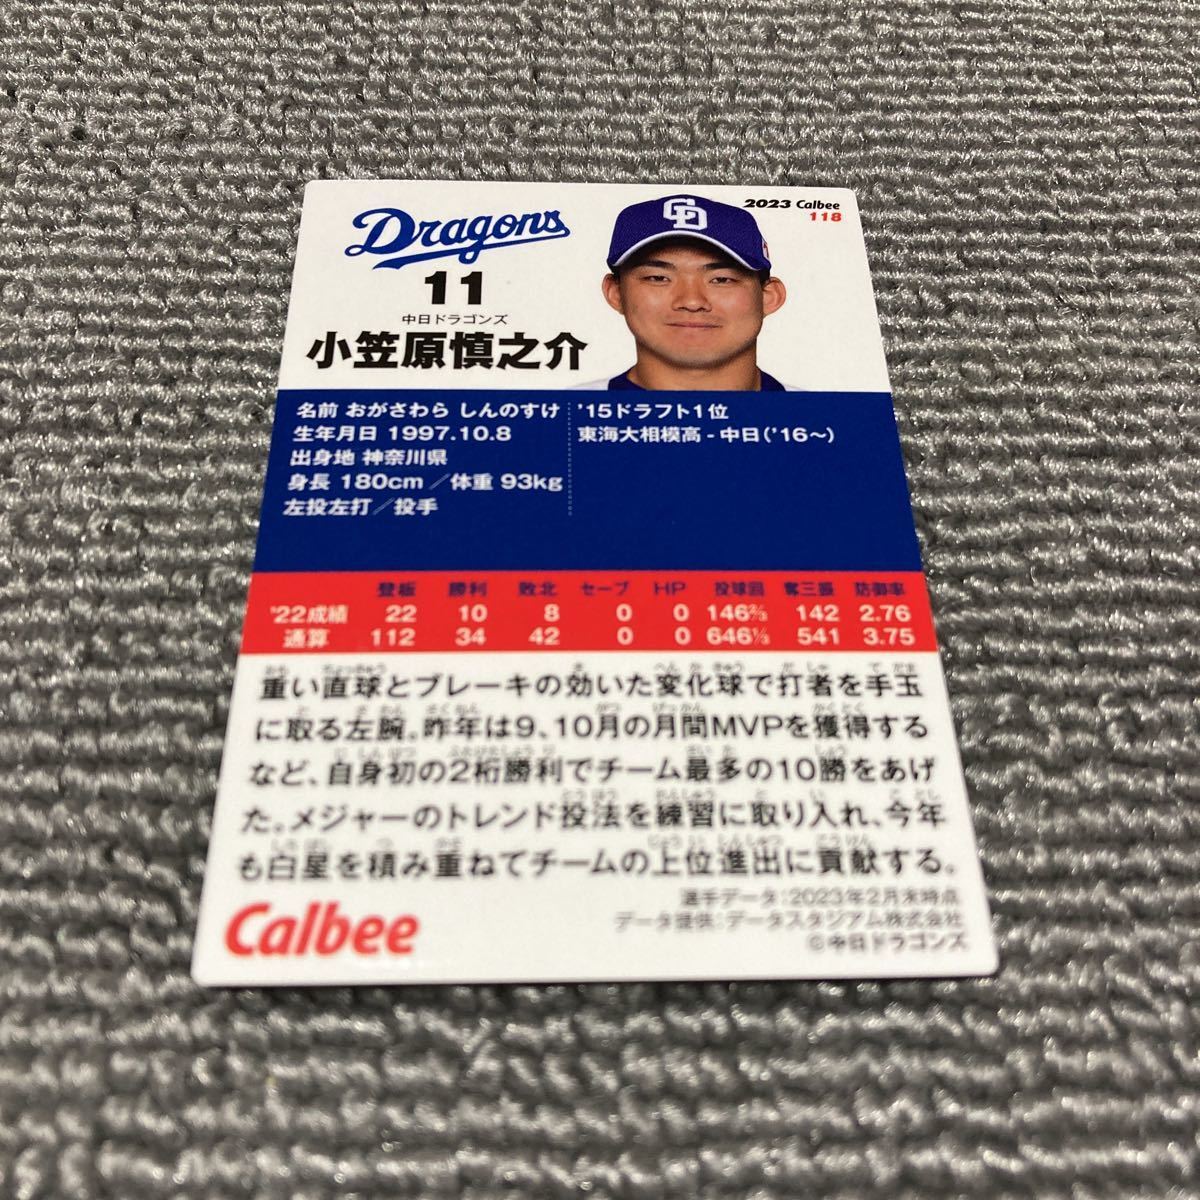 Dragons
2023 Calbee
118
11
中日ドラゴンズ
小笠原慎之介
名前 おがさわら しんのすけ
生年月日 1997.10.8
出身地 神奈川県
身長 180cm／体重 93kg
左投左打／投手
'15ドラフト1位
東海大相模高-中日('16〜)
登板 勝利 敗北 セーブ HP 投球回 奪三振 防御率
'22成績 22 10 8 0 0 146⅔ 142 2.76
通算 112 34 42 0 0 646⅓ 541 3.75
重い直球とブレーキの効いた変化球で打者を手玉
に取る左腕。昨年は9、10月の月間MVPを獲得する
など、自身初の2桁勝利でチーム最多の10勝をあげ
た。メジャーのトレンド投法を練習に取り入れ、今年
も白星を積み重ねてチームの上位進出に貢献する。
Calbee
選手データ：2023年2月末時点
データ提供：データスタジアム株式会社
©中日ドラゴンズ